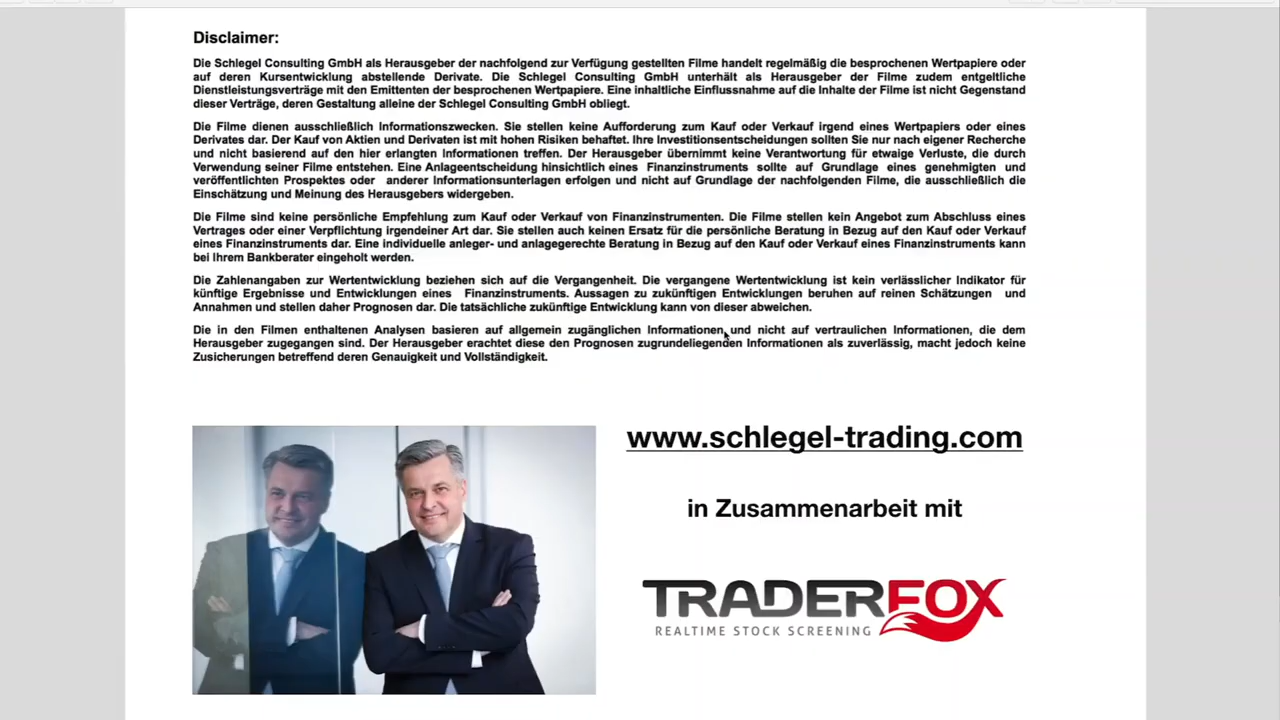 Disclaimer:
Die Schlegel Consulting GmbH als Herausgeber der nachfolgend zur Verfügung gestellten Filme handelt regelmäßig die besprochenen Wertpapiere oder
auf deren Kursentwicklung abstellende Derivate. Die Schlegel Consulting GmbH unterhält als Herausgeber der Filme zudem entgeltliche
Dienstleistungsverträge mit den Emittenten der besprochenen Wertpapiere. Eine inhaltliche Einflussnahme auf die Inhalte der Filme ist nicht Gegenstand
dieser Verträge, deren Gestaltung alleine der Schlegel Consulting GmbH obliegt.
Die Filme dienen ausschließlich Informationszwecken. Sie stellen keine Aufforderung zum Kauf oder Verkauf irgend eines Wertpapiers oder eines
Derivates dar. Der Kauf von Aktien und Derivaten ist mit hohen Risiken behaftet. Ihre Investitionsentscheidungen sollten Sie nur nach eigener Recherche
und nicht basierend auf den hier erlangten Informationen treffen. Der Herausgeber übernimmt keine Verantwortung für etwaige Verluste, die durch
Verwendung seiner Filme entstehen. Eine Anlageentscheidung hinsichtlich eines Finanzinstruments sollte auf Grundlage eines genehmigten und
veröffentlichten Prospektes oder anderer Informationsunterlagen erfolgen und nicht auf Grundlage der nachfolgenden Filme, die ausschließlich die
Einschätzung und Meinung des Herausgebers widergeben.
Die Filme sind keine persönliche Empfehlung zum Kauf oder Verkauf von Finanzinstrumenten. Die Filme stellen kein Angebot zum Abschluss eines
Vertrages oder einer Verpflichtung irgendeiner Art dar. Sie stellen auch keinen Ersatz für die persönliche Beratung in Bezug auf den Kauf oder Verkauf
eines Finanzinstruments dar. Eine individuelle anleger- und anlagegerechte Beratung in Bezug auf den Kauf oder Verkauf eines Finanzinstruments kann
bei Ihrem Bankberater eingeholt werden.
Die Zahlenangaben zur Wertentwicklung beziehen sich auf die Vergangenheit. Die vergangene Wertentwicklung ist kein verlässlicher Indikator für
künftige Ergebnisse und Entwicklungen eines Finanzinstruments. Aussagen zu zukünftigen Entwicklungen beruhen auf reinen Schätzungen und
Annahmen und stellen daher Prognosen dar. Die tatsächliche zukünftige Entwicklung kann von dieser abweichen.
Die in den Filmen enthaltenen Analysen basieren auf allgemein zugänglichen Informationen und nicht auf vertraulichen Informationen, die dem
Herausgeber zugegangen sind. Der Herausgeber erachtet diese den Prognosen zugrundeliegenden Informationen als zuverlässig, macht jedoch keine
Zusicherungen betreffend deren Genauigkeit und Vollständigkeit.
www.schlegel-trading.com
in Zusammenarbeit mit
TRADERFOX
REALTIME STOCK SCREENING